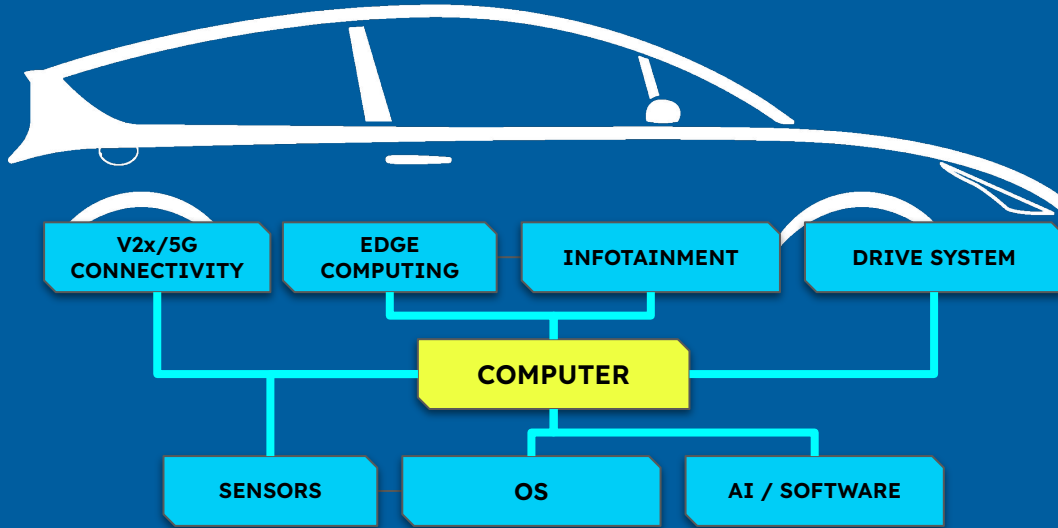 V2x/5G
CONNECTIVITY
EDGE
COMPUTING
INFOTAINMENT
DRIVE SYSTEM
COMPUTER
SENSORS
OS
AI / SOFTWARE